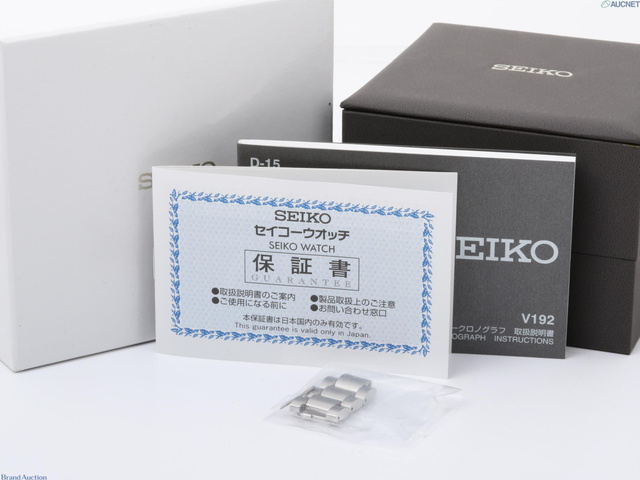 AUCNET
SEIKO
SEIKO
D-15
SEIKO
セイコーウオッチ
SEIKO WATCH
保証書
GUARANTEE
●取扱説明書のご案内 ●製品取扱上のご注意
●ご使用になる前に ●お問い合わせ窓口
本保証書は日本国内のみ有効です。
This guarantee is valid only in Japan.
SEIKO
V192
クロノグラフ 取扱説明書
OGRAPH INSTRUCTIONS
Brand Auction